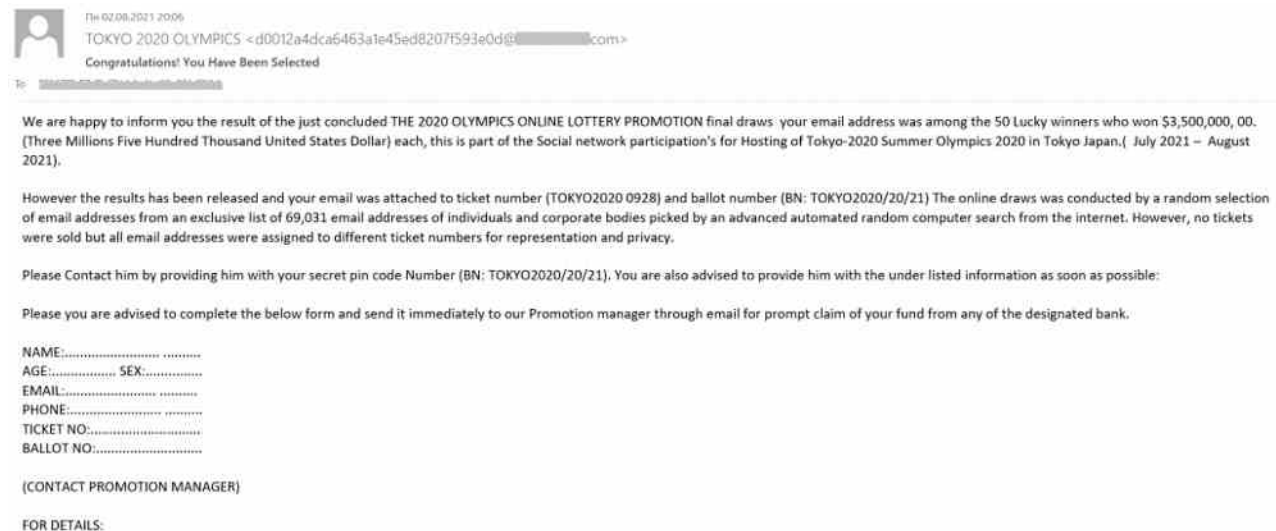 Пн 02.08.2021 20:06
TOKYO 2020 OLYMPICS <d0012a4dca6463a1e45ed8207f593e0d@ com>
Congratulations! You Have Been Selected
To
We are happy to inform you the result of the just concluded THE 2020 OLYMPICS ONLINE LOTTERY PROMOTION final draws your email address was among the 50 Lucky winners who won $3,500,000, 00.
(Three Millions Five Hundred Thousand United States Dollar) each, this is part of the Social network participation's for Hosting of Tokyo-2020 Summer Olympics 2020 in Tokyo Japan.( July 2021 – August
2021).
However the results has been released and your email was attached to ticket number (TOKYO2020 0928) and ballot number (BN: TOKYO2020/20/21) The online draws was conducted by a random selection
of email addresses from an exclusive list of 69,031 email addresses of individuals and corporate bodies picked by an advanced automated random computer search from the internet. However, no tickets
were sold but all email addresses were assigned to different ticket numbers for representation and privacy.
Please Contact him by providing him with your secret pin code Number (BN: TOKYO2020/20/21). You are also advised to provide him with the under listed information as soon as possible:
Please you are advised to complete the below form and send it immediately to our Promotion manager through email for prompt claim of your fund from any of the designated bank.
NAME:.......................... ..........
AGE:................. SEX:...............
EMAIL:......................... ..........
PHONE:......................... ..........
TICKET NO:..............................
BALLOT NO:............................
(CONTACT PROMOTION MANAGER)
FOR DETAILS: